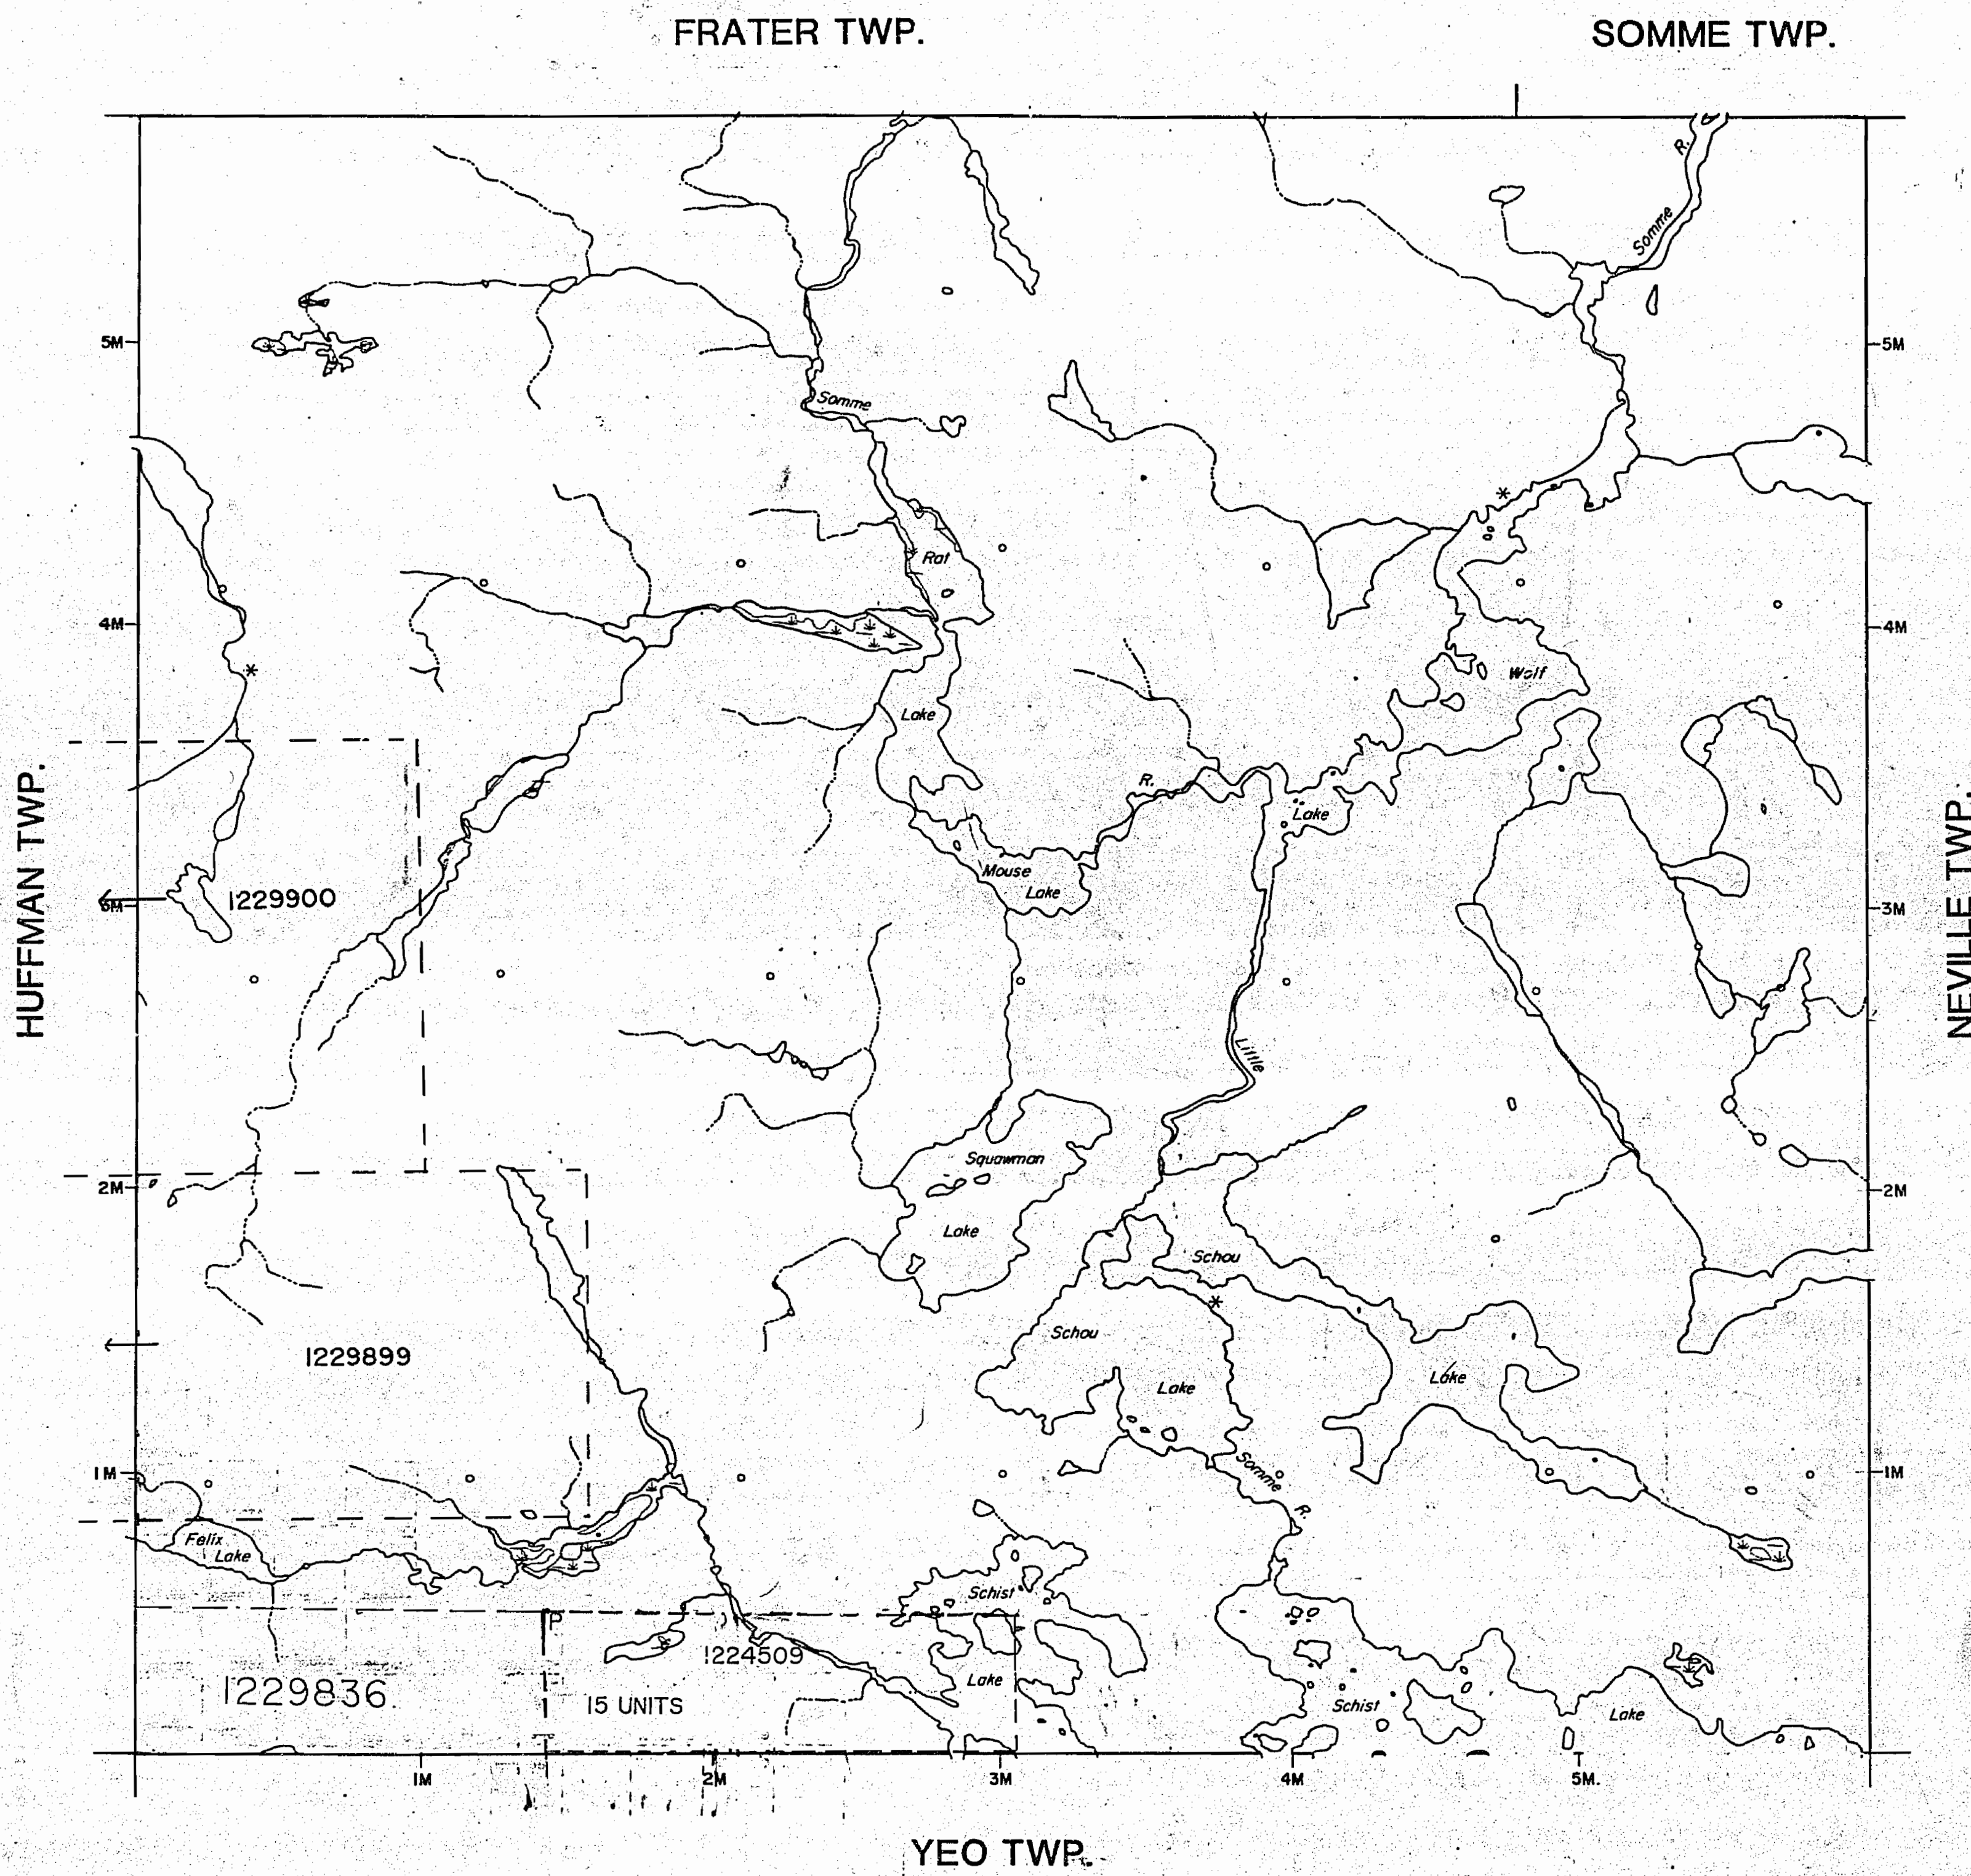 FRATER TWP.
SOMME TWP.
R.
Somme
5M
5M
Somme
Rat
4M
4M
Wolf
Lake
R.
Lake
HUFFMAN TWP.
NEVILLE TWP.
Mouse
Lake
1229900
3M
3M
Little
Squawman
2M
2M
Lake
Schou
Schou
1229899
Lake
Lake
1M
1M
Somme
R.
Felix
Lake
Schist
P
1224509
Lake
1229836
15 UNITS
Schist
Lake
1M
2M
3M
4M
5M.
YEO TWP.